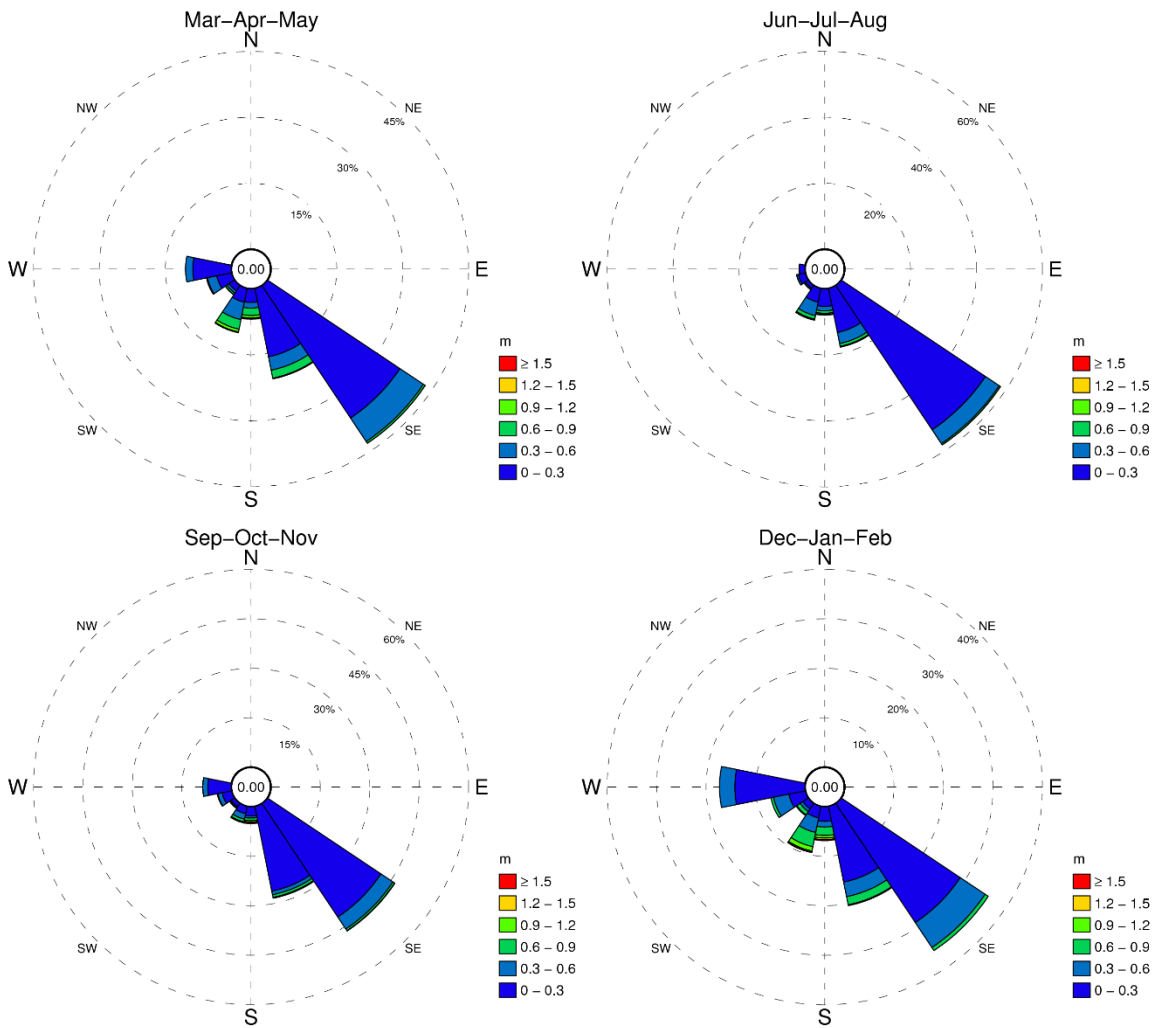 Mar−Apr−May
N
NW
NE
45%
30%
15%
W
0.00
E
SW
SE
S
m
≥ 1.5
1.2 − 1.5
0.9 − 1.2
0.6 − 0.9
0.3 − 0.6
0 − 0.3
Jun−Jul−Aug
N
NW
NE
60%
40%
20%
W
0.00
E
SW
SE
S
m
≥ 1.5
1.2 − 1.5
0.9 − 1.2
0.6 − 0.9
0.3 − 0.6
0 − 0.3
Sep−Oct−Nov
N
NW
NE
60%
45%
30%
15%
W
0.00
E
SW
SE
S
m
≥ 1.5
1.2 − 1.5
0.9 − 1.2
0.6 − 0.9
0.3 − 0.6
0 − 0.3
Dec−Jan−Feb
N
NW
NE
40%
30%
20%
10%
W
0.00
E
SW
SE
S
m
≥ 1.5
1.2 − 1.5
0.9 − 1.2
0.6 − 0.9
0.3 − 0.6
0 − 0.3